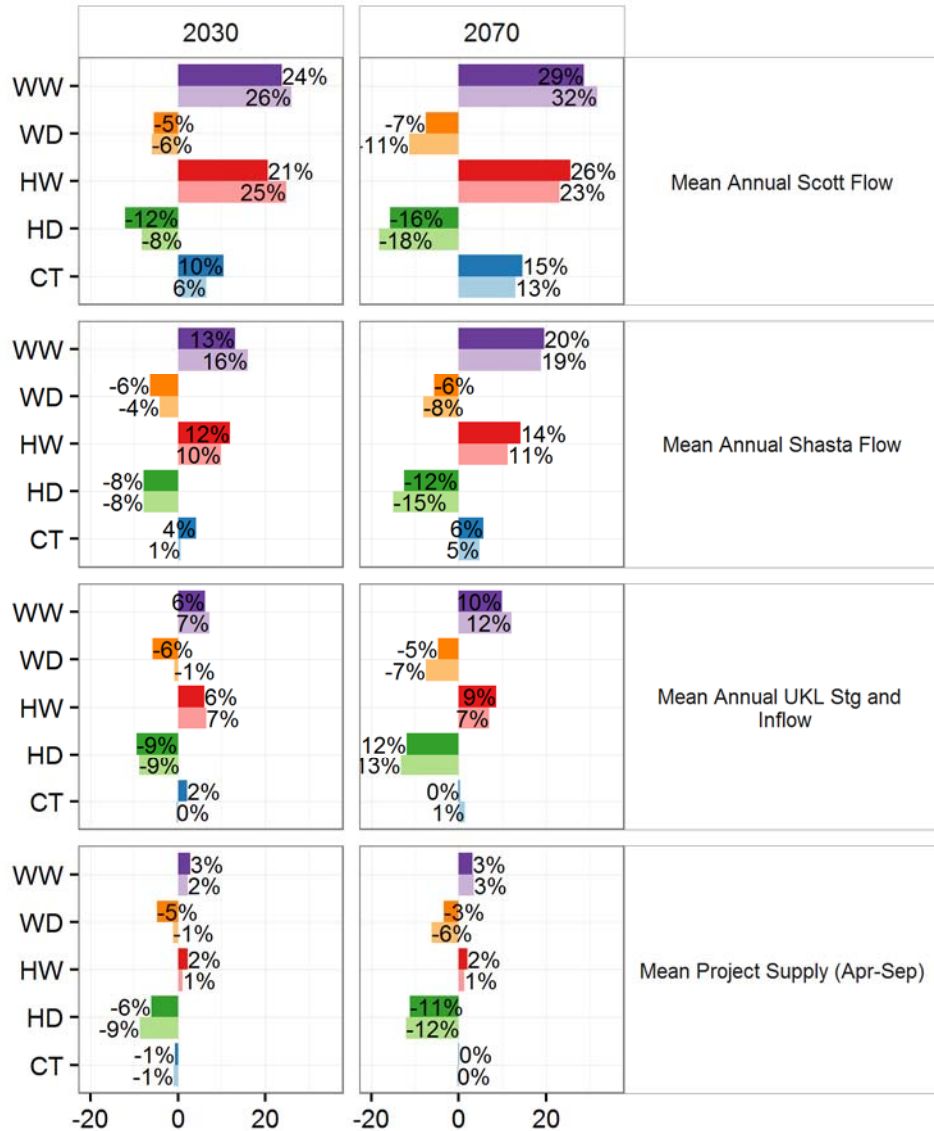 2030 2070
WW 24% 29%
26% 32%
WD -5% -7%
-6% -11%
HW 21% 26%
25% 23%
Mean Annual Scott Flow
HD -12% -16%
-8% -18%
CT 10% 15%
6% 13%
WW 13% 20%
16% 19%
WD -6% -6%
-4% -8%
HW 12% 14%
10% 11%
Mean Annual Shasta Flow
HD -8% -12%
-8% -15%
CT 4% 6%
1% 5%
WW 6% 10%
7% 12%
WD -6% -5%
-1% -7%
HW 6% 9%
7% 7%
Mean Annual UKL Stg and
Inflow
HD -9% 12%
-9% 13%
CT 2% 0%
0% 1%
WW 3% 3%
2% 3%
WD -5% -3%
-1% -6%
HW 2% 2%
1% 1%
Mean Project Supply (Apr-Sep)
HD -6% -11%
-9% -12%
CT -1% 0%
-1% 0%
-20 0 20 -20 0 20